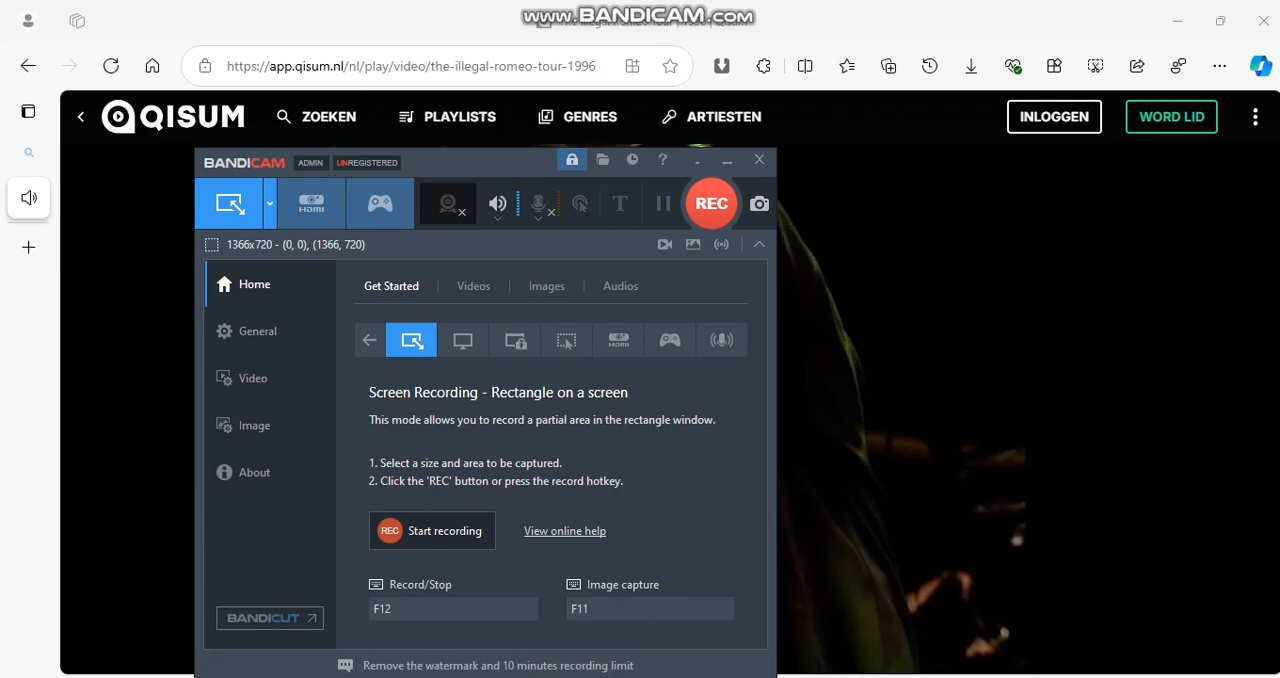 www.BANDICAM.com
https://app.qisum.nl/nl/play/video/the-illegal-romeo-tour-1996
QISUM
ZOEKEN
PLAYLISTS
GENRES
ARTIESTEN
INLOGGEN
WORD LID
BANDICAM
ADMIN
UNREGISTERED
HDMI
T
REC
1366x720 - (0, 0), (1366, 720)
Home
General
Video
Image
About
BANDICUT
Get Started
Videos
Images
Audios
HDMI
Screen Recording - Rectangle on a screen
This mode allows you to record a partial area in the rectangle window.
1. Select a size and area to be captured.
2. Click the 'REC' button or press the record hotkey.
REC Start recording
View online help
Record/Stop
F12
Image capture
F11
Remove the watermark and 10 minutes recording limit